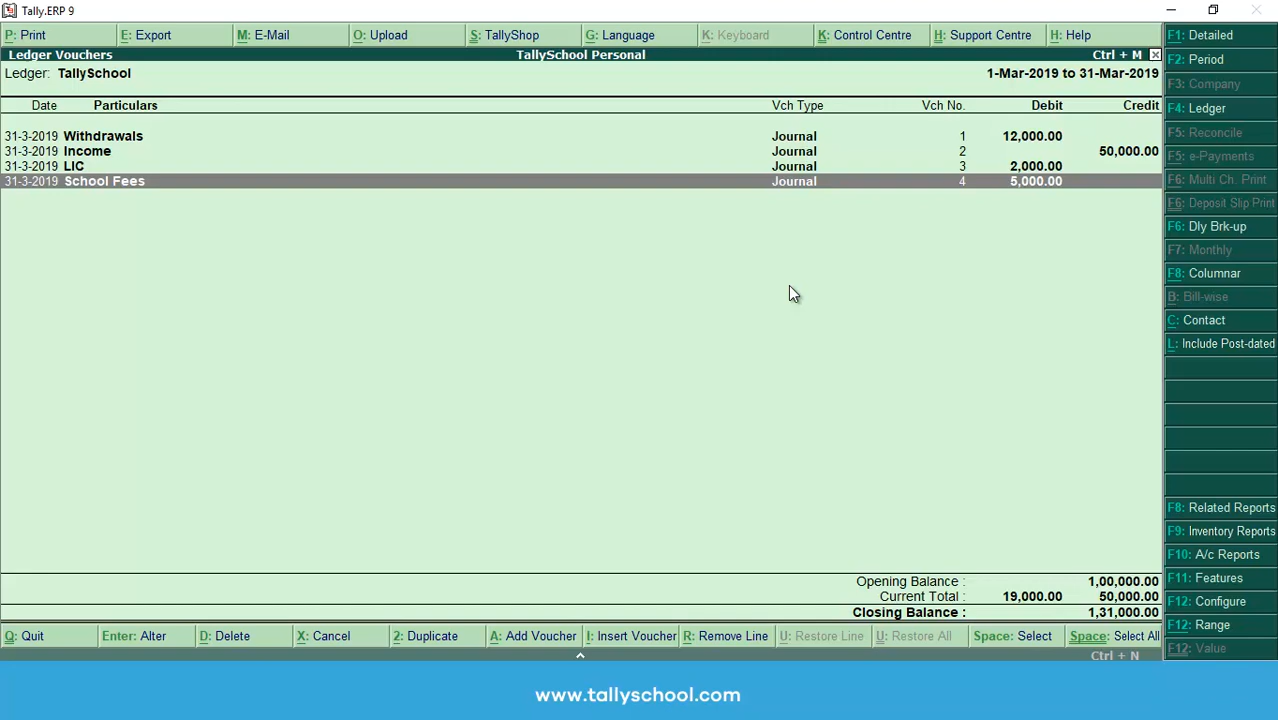 Tally.ERP 9
P: Print E: Export M: E-Mail O: Upload S: TallyShop G: Language K: Keyboard K: Control Centre H: Support Centre H: Help
Ledger Vouchers TallySchool Personal Ctrl + M
Ledger: TallySchool 1-Mar-2019 to 31-Mar-2019
Date Particulars Vch Type Vch No. Debit Credit
31-3-2019 Withdrawals Journal 1 12,000.00
31-3-2019 Income Journal 2 50,000.00
31-3-2019 LIC Journal 3 2,000.00
31-3-2019 School Fees Journal 4 5,000.00
Opening Balance : 1,00,000.00
Current Total : 19,000.00 50,000.00
Closing Balance : 1,31,000.00
F1: Detailed
F2: Period
F3: Company
F4: Ledger
F5: Reconcile
F5: e-Payments
F6: Multi Ch. Print
F6: Deposit Slip Print
F6: Dly Brk-up
F7: Monthly
F8: Columnar
B: Bill-wise
C: Contact
L: Include Post-dated
F8: Related Reports
F9: Inventory Reports
F10: A/c Reports
F11: Features
F12: Configure
F12: Range
F12: Value
Q: Quit Enter: Alter D: Delete X: Cancel 2: Duplicate A: Add Voucher I: Insert Voucher R: Remove Line U: Restore Line U: Restore All Space: Select Space: Select All
Ctrl + N
www.tallyschool.com